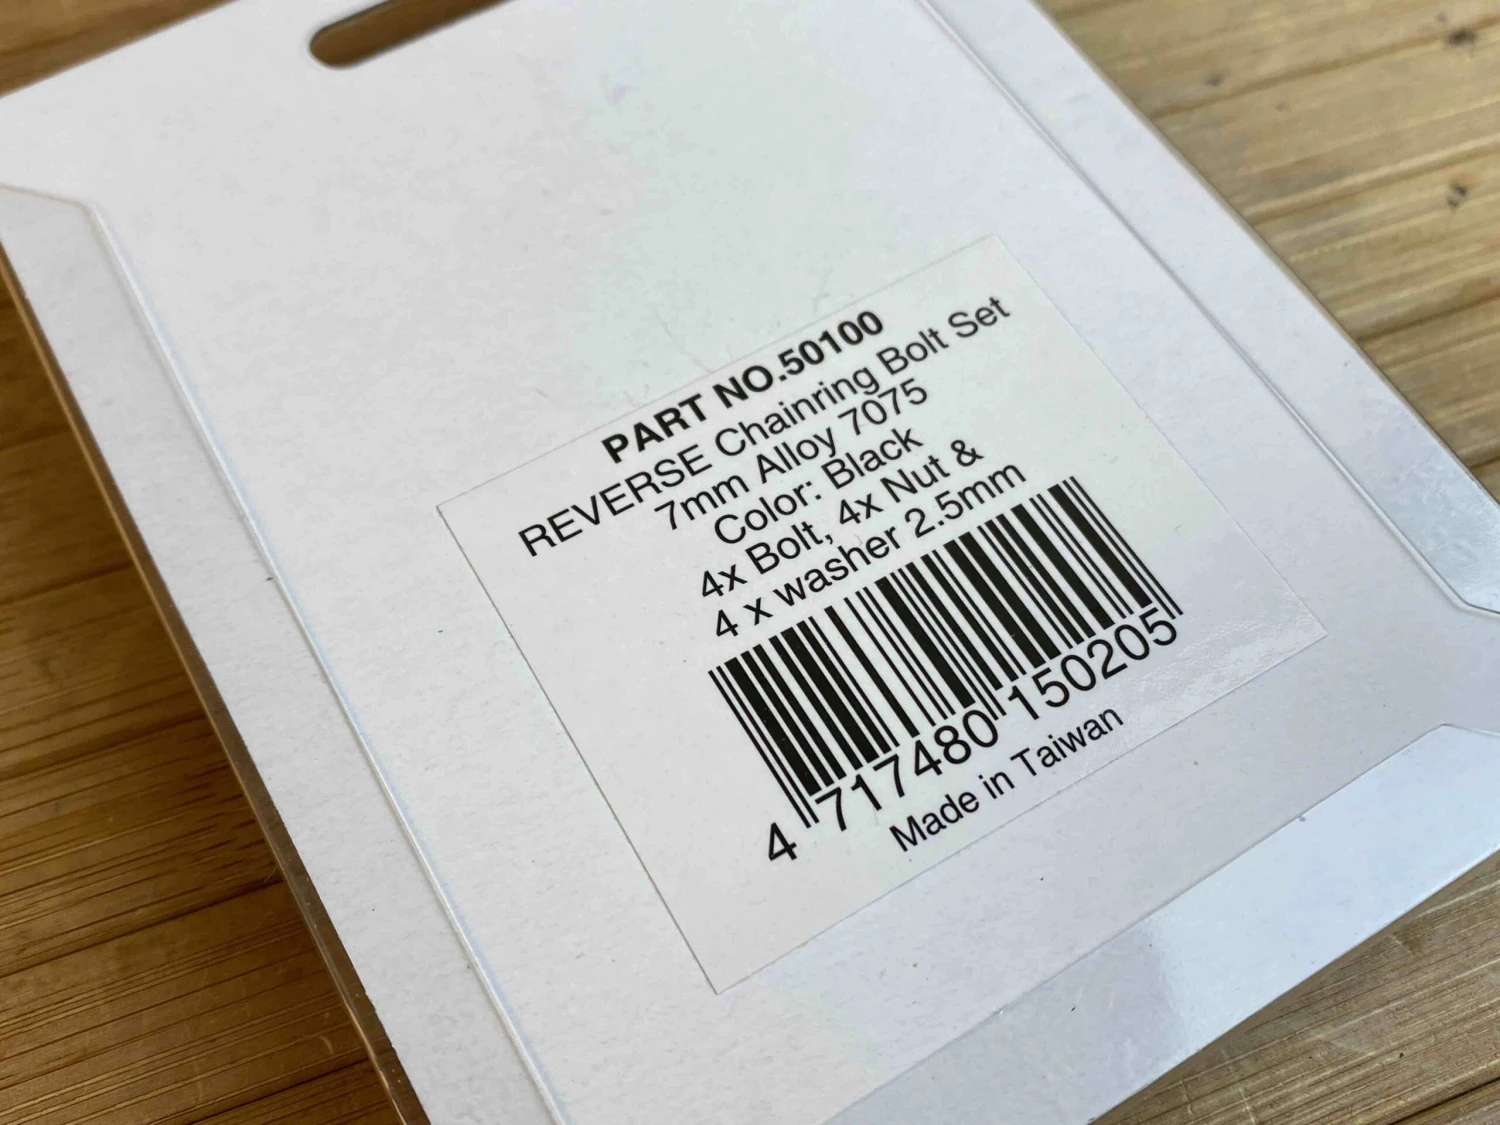 PART NO.50100
REVERSE Chainring Bolt Set
7mm Alloy 7075
Color: Black
4x Bolt, 4x Nut &
4 x washer 2.5mm
4 717480 150205
Made in Taiwan